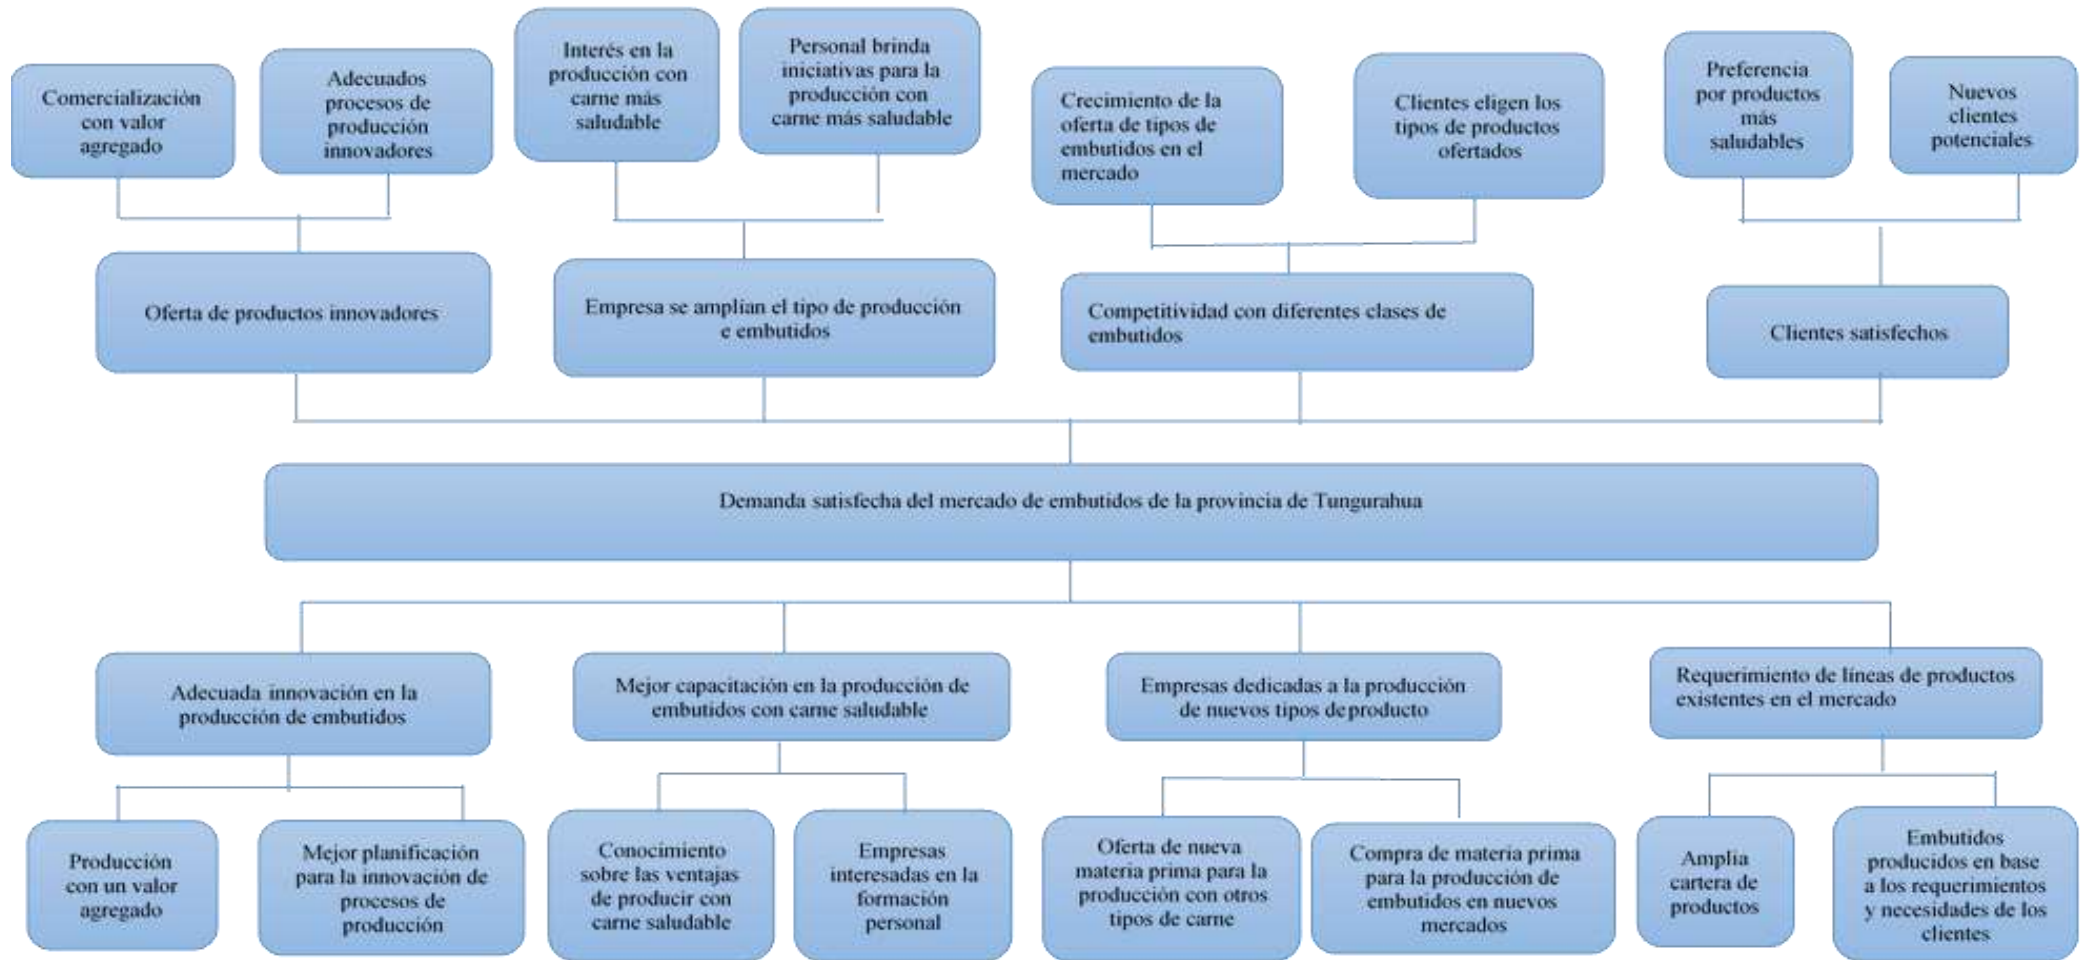 Comercialización
con valor
agregado
Adecuados
procesos de
producción
innovadores
Interés en la
producción con
carne más
saludable
Personal brinda
iniciativas para la
producción con
carne más saludable
Crecimiento de la
oferta de tipos de
embutidos en el
mercado
Clientes eligen los
tipos de productos
ofertados
Preferencia
por productos
más
saludables
Nuevos
clientes
potenciales
Oferta de productos innovadores
Empresa se amplían el tipo de producción
e embutidos
Competitividad con diferentes clases de
embutidos
Clientes satisfechos
Demanda satisfecha del mercado de embutidos de la provincia de Tungurahua
Adecuada innovación en la
producción de embutidos
Mejor capacitación en la producción de
embutidos con carne saludable
Empresas dedicadas a la producción
de nuevos tipos de producto
Requerimiento de líneas de productos
existentes en el mercado
Producción
con un valor
agregado
Mejor planificación
para la innovación de
procesos de
producción
Conocimiento
sobre las ventajas
de producir con
carne saludable
Empresas
interesadas en la
formación
personal
Oferta de nueva
materia prima para la
producción con otros
tipos de carne
Compra de materia prima
para la producción de
embutidos en nuevos
mercados
Amplia
cartera de
productos
Embutidos
producidos en base
a los requerimientos
y necesidades de los
clientes